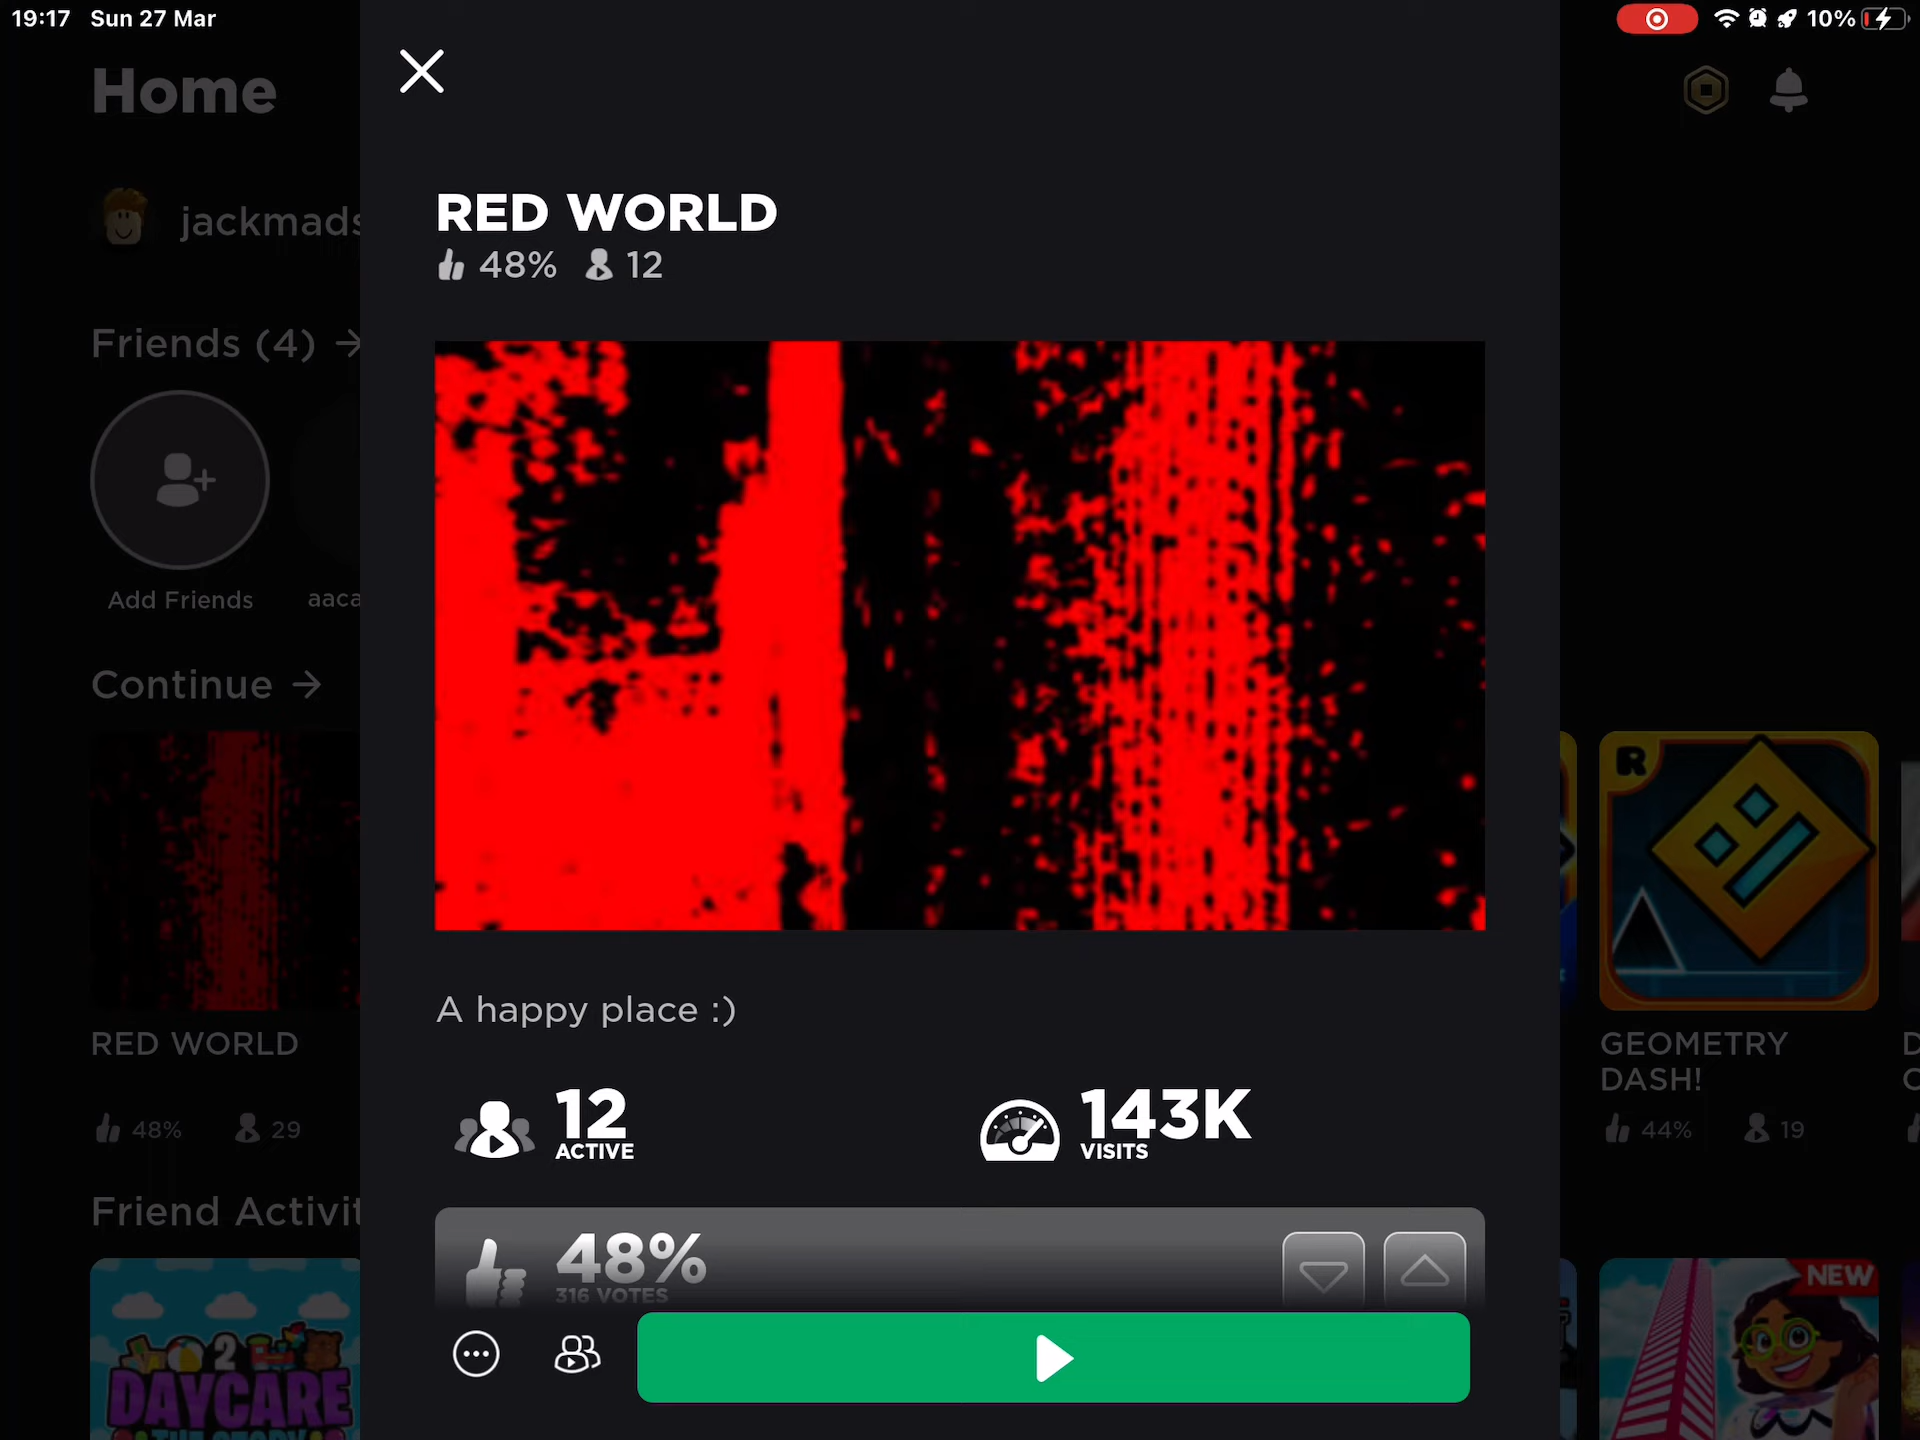 19:17 Sun 27 Mar
10%
Home
jackmads
Friends (4) →
Add Friends
aaca
Continue →
RED WORLD
48% 29
Friend Activit
2
DAYCARE
THE STORY
RED WORLD
48% 12
A happy place :)
12
ACTIVE
143K
VISITS
48%
316 VOTES
R
GEOMETRY
DASH!
44% 19
NEW